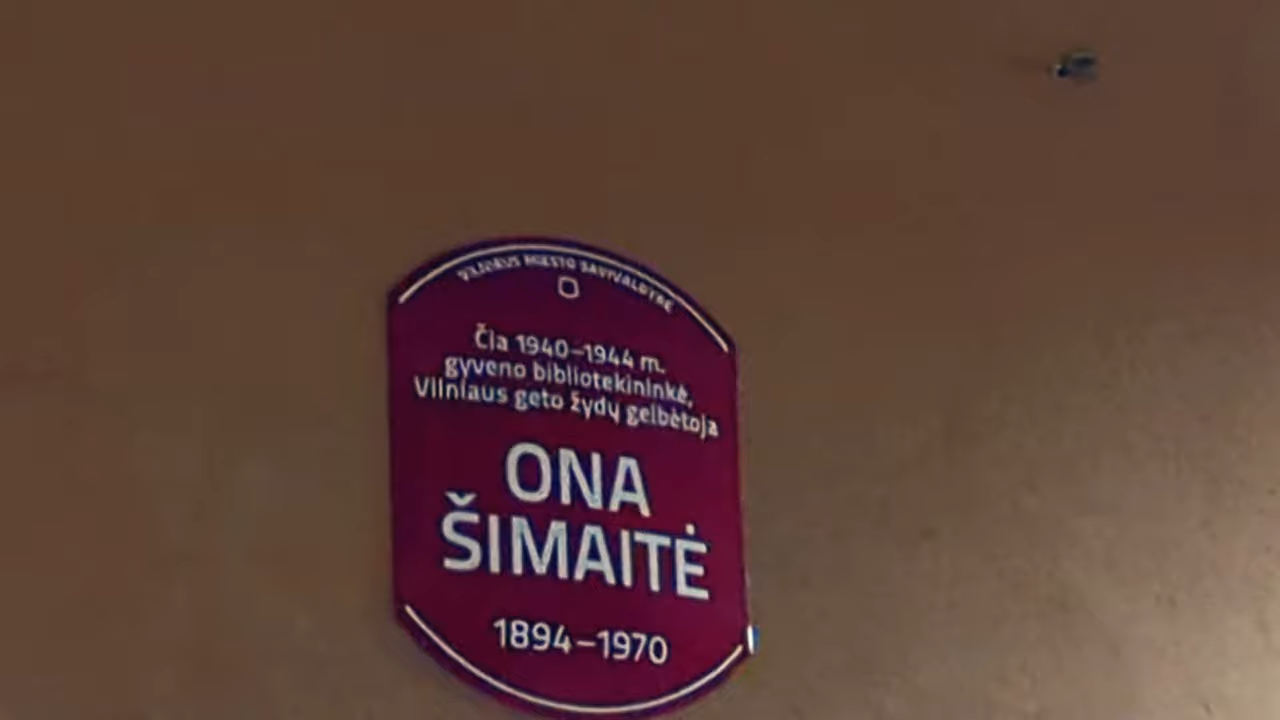 VILNIAUS MIESTO SAVIVALDYBĖ
Čia 1940–1944 m.
gyveno bibliotekininkė,
Vilniaus geto žydų gelbėtoja
ONA
ŠIMAITĖ
1894–1970